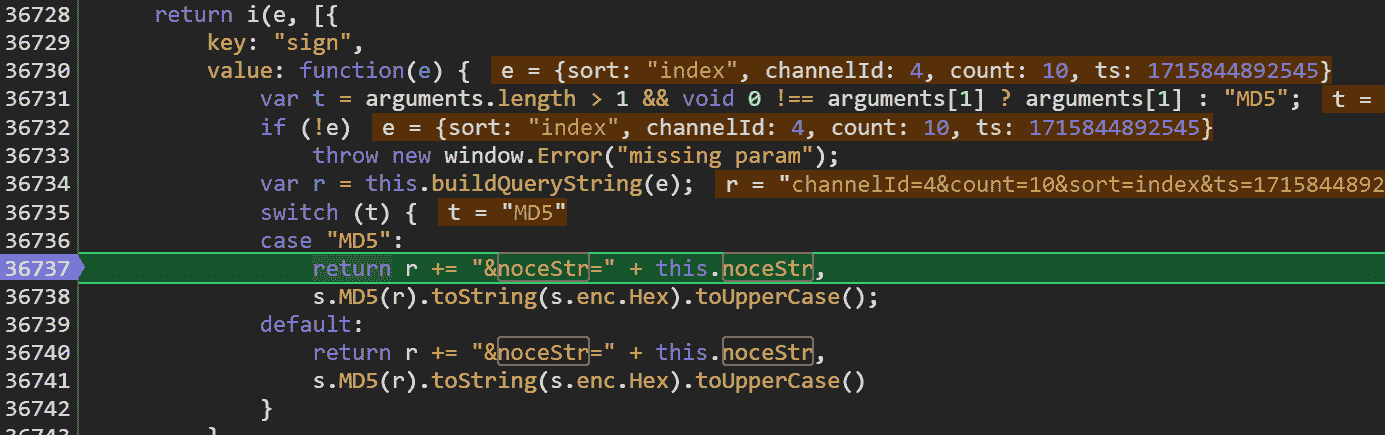 36728 return i(e, [{
36729 key: "sign",
36730 value: function(e) { e = {sort: "index", channelId: 4, count: 10, ts: 1715844892545}
36731 var t = arguments.length > 1 && void 0 !== arguments[1] ? arguments[1] : "MD5"; t =
36732 if (!e) e = {sort: "index", channelId: 4, count: 10, ts: 1715844892545}
36733 throw new window.Error("missing param");
36734 var r = this.buildQueryString(e); r = "channelId=4&count=10&sort=index&ts=1715844892
36735 switch (t) { t = "MD5"
36736 case "MD5":
36737 return r += "&noceStr=" + this.noceStr,
36738 s.MD5(r).toString(s.enc.Hex).toUpperCase();
36739 default:
36740 return r += "&noceStr=" + this.noceStr,
36741 s.MD5(r).toString(s.enc.Hex).toUpperCase()
36742 }